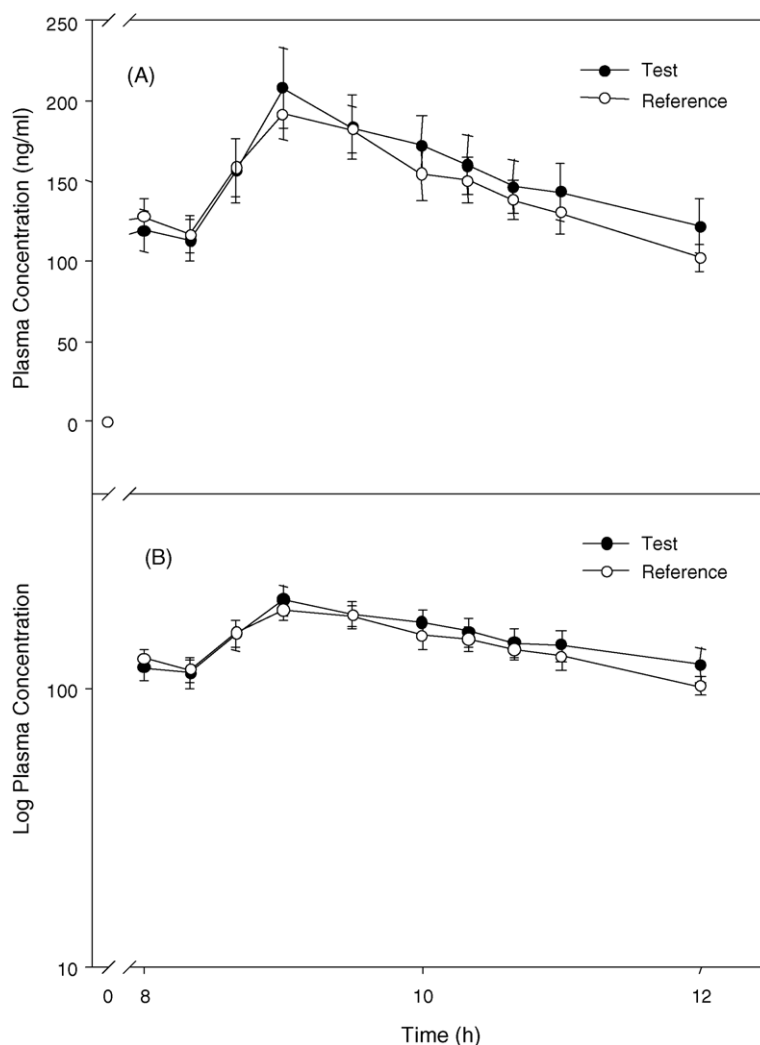 250
(A)
Test
200
Reference
150
100
50
0
Plasma Concentration (ng/ml)
(B)
Test
Reference
100
10
Log Plasma Concentration
0 8 10 12
Time (h)